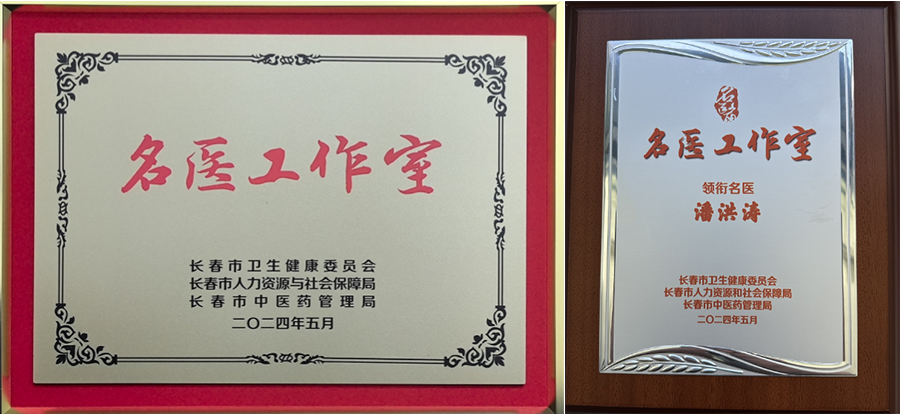 名医工作室
长春市卫生健康委员会
长春市人力资源与社会保障局
长春市中医药管理局
二〇二四年五月
名医工作室
领衔名医
潘洪涛
长春市卫生健康委员会
长春市人力资源和社会保障局
长春市中医药管理局
二〇二四年五月